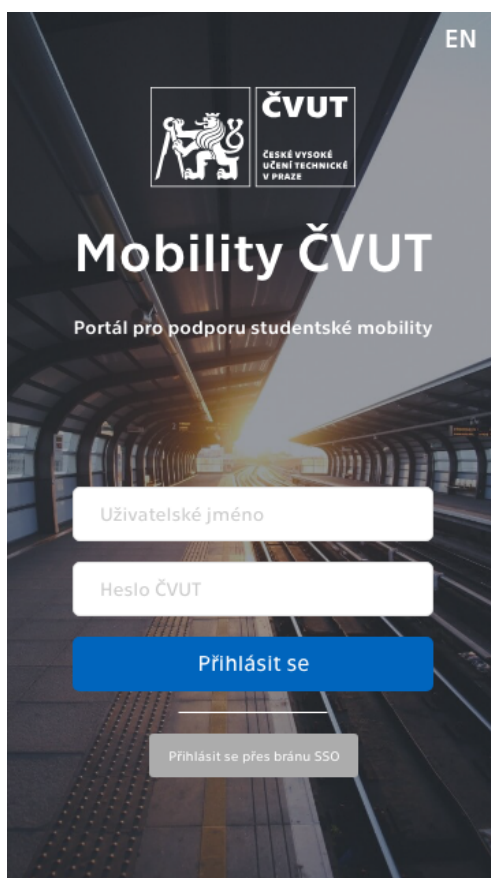 EN
ČVUT
ČESKÉ VYSOKÉ
UČENÍ TECHNICKÉ
V PRAZE
Mobility ČVUT
Portál pro podporu studentské mobility
Uživatelské jméno
Heslo ČVUT
Přihlásit se
Přihlásit se přes bránu SSO